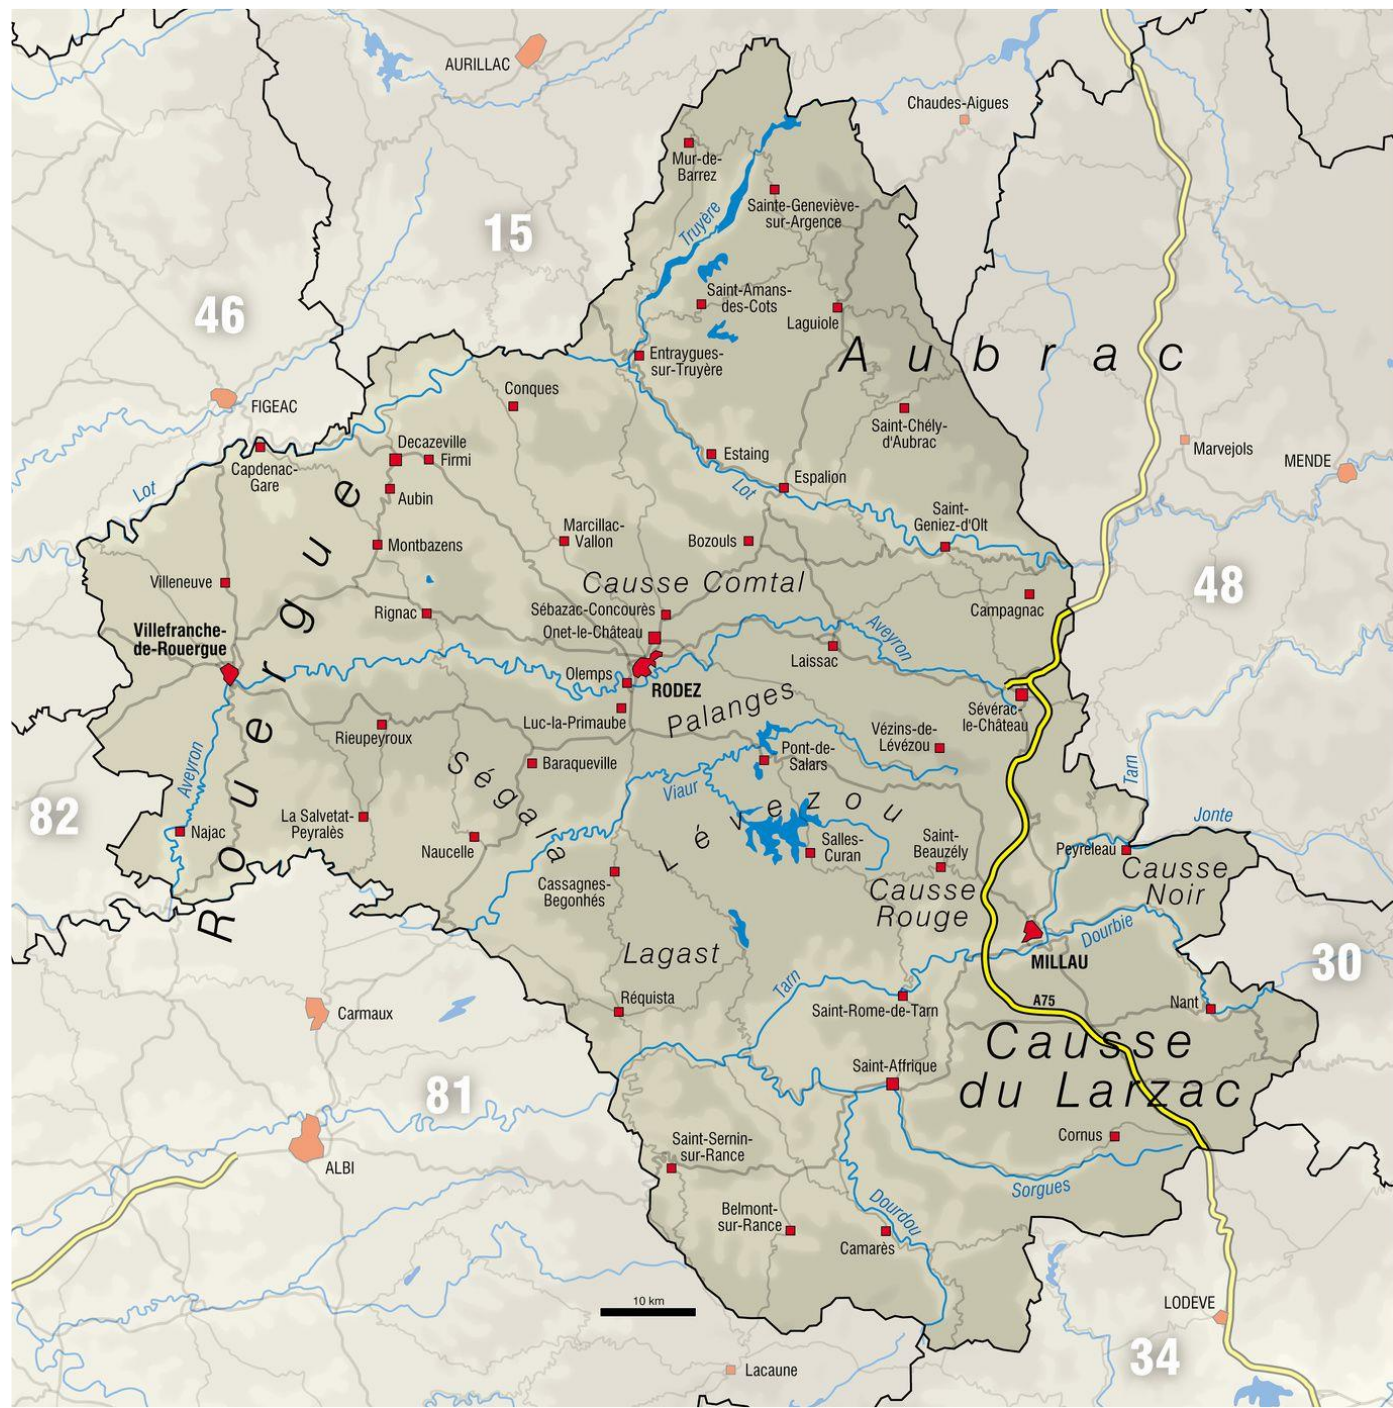 AURILLAC
Chaudes-Aigues
Mur-de-
Barrez
Sainte-Geneviève-
sur-Argence
Truyère
15
46
Saint-Amans-
des-Cots
Laguiole
Aubrac
Entraygues-
sur-Truyère
Conques
FIGEAC
Saint-Chély-
d'Aubrac
Decazeville
Firmi
Capdenac-
Gare
Estaing
Marvejols
MENDE
Lot
Aubin
Lot
Espalion
Saint-
Geniez-d'Olt
Marcillac-
Vallon
Bozouls
Montbazens
Villeneuve
Causse Comtal
48
Campagnac
Rignac
Sébazac-Concourès
Onet-le-Château
Aveyron
Villefranche-
de-Rouergue
Rouergue
Laissac
Olemps
RODEZ
Palanges
Luc-la-Primaube
Sévérac-
le-Château
Rieupeyroux
Vézins-de-
Lévézou
Ségala
Baraqueville
Pont-de-
Salars
Tarn
Aveyron
Viaur
Lévezou
82
La Salvetat-
Peyralès
Najac
Naucelle
Salles-
Curan
Saint-
Beauzély
Jonte
Peyreleau
Causse
Noir
Cassagnes-
Begonhés
Causse
Rouge
Dourbie
Lagast
MILLAU
30
Tarn
Réquista
Saint-Rome-de-Tarn
A75
Nant
Carmaux
Causse
du Larzac
Saint-Affrique
81
Cornus
Saint-Sernin-
sur-Rance
ALBI
Sorgues
Dourdou
Belmont-
sur-Rance
Camarès
10 km
LODEVE
34
Lacaune